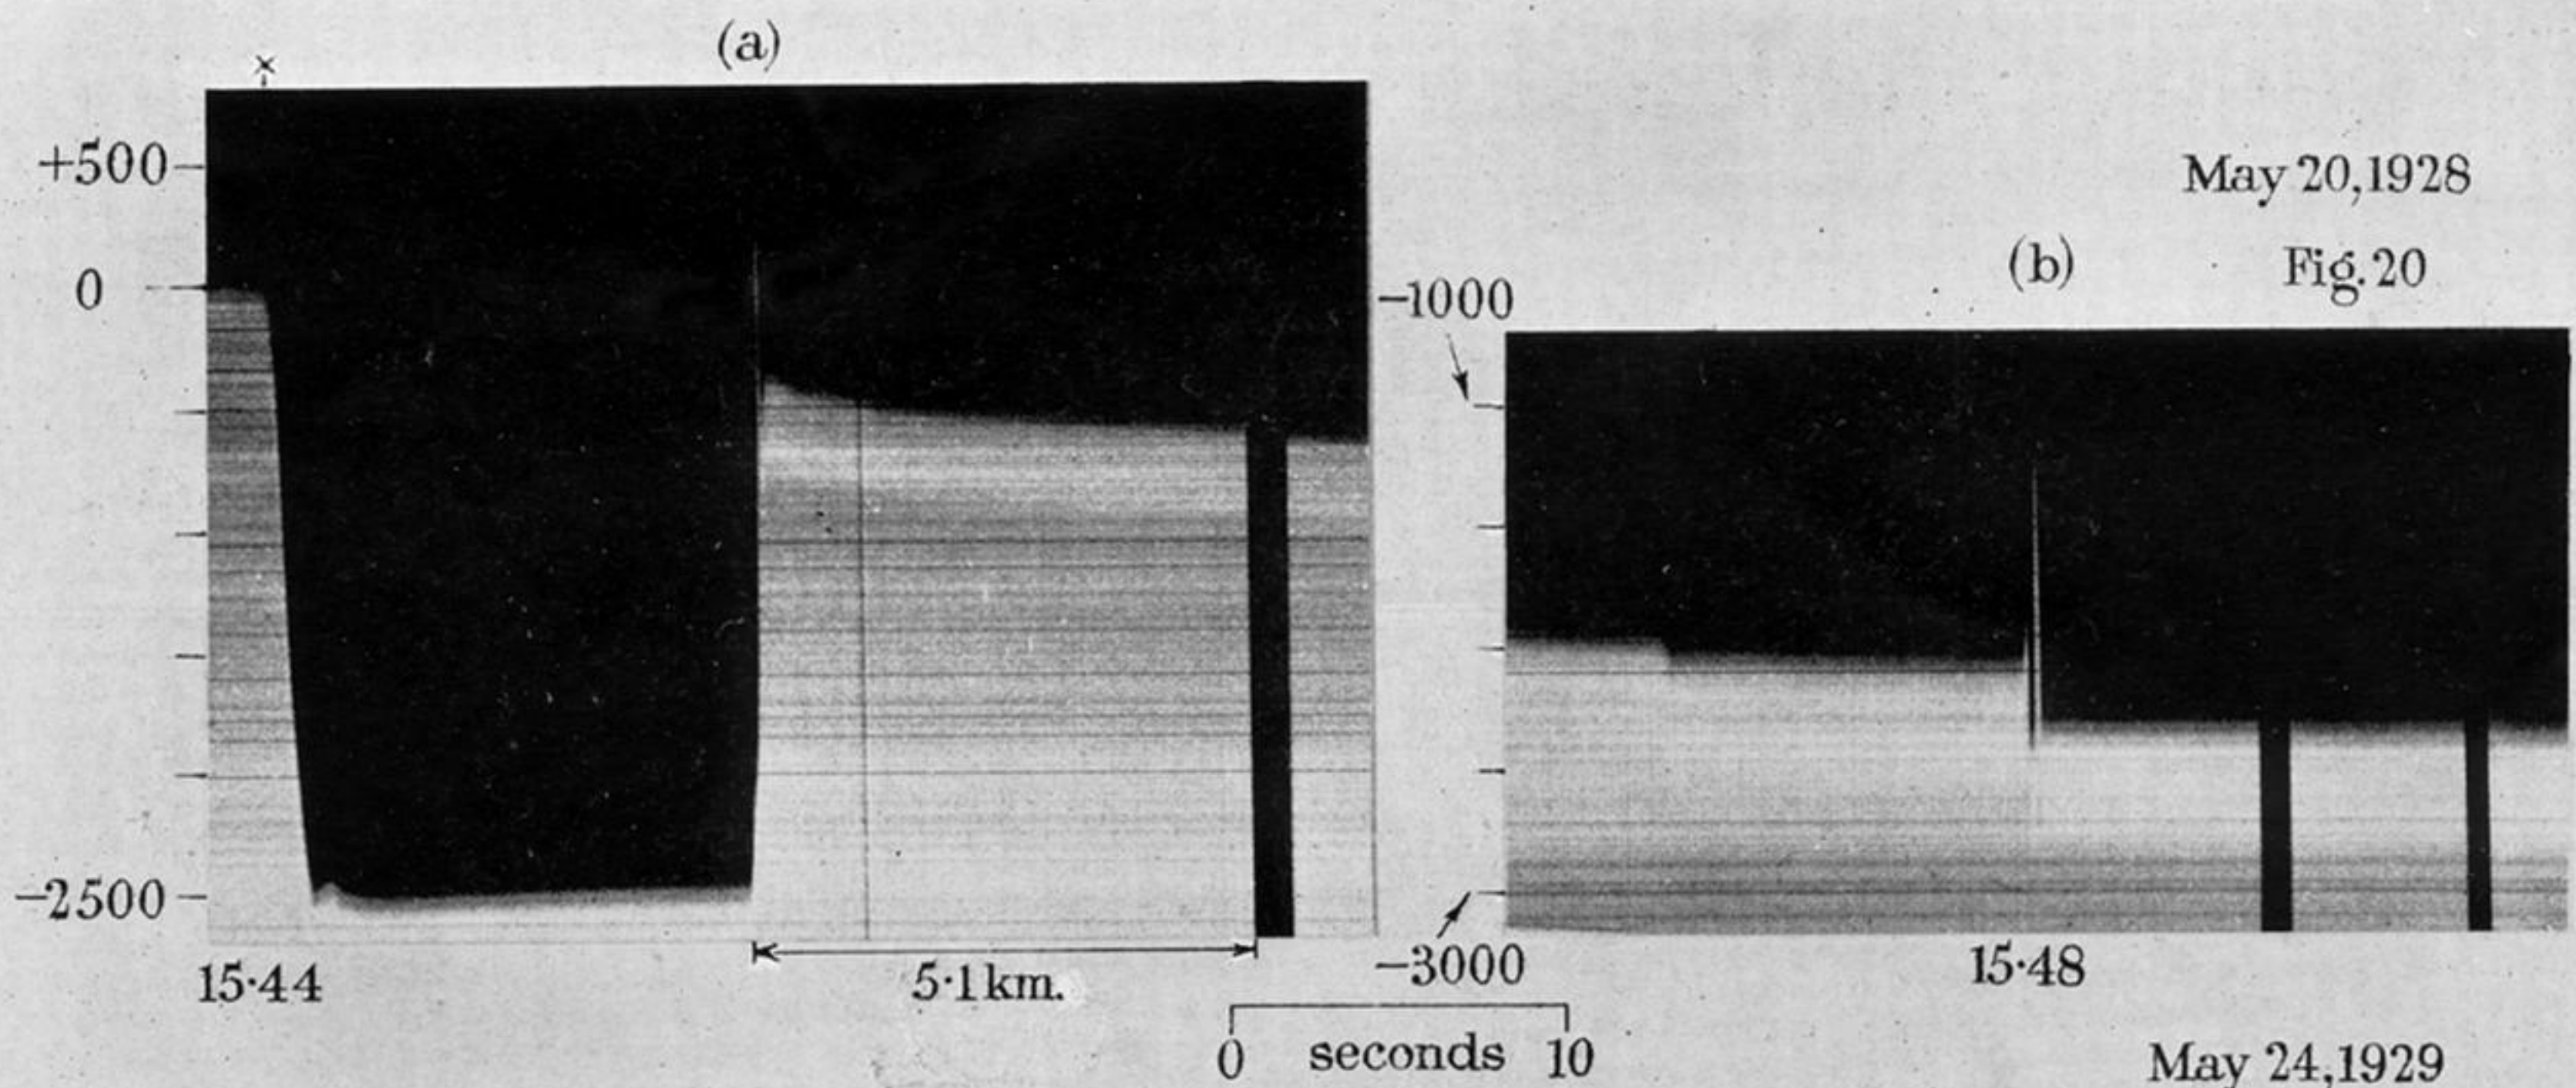 (a)
×
+500
0
-2500
15·44
5·1 km.
May 20,1928
(b) Fig.20
-1000
-3000
15·48
0 seconds 10
May 24,1929